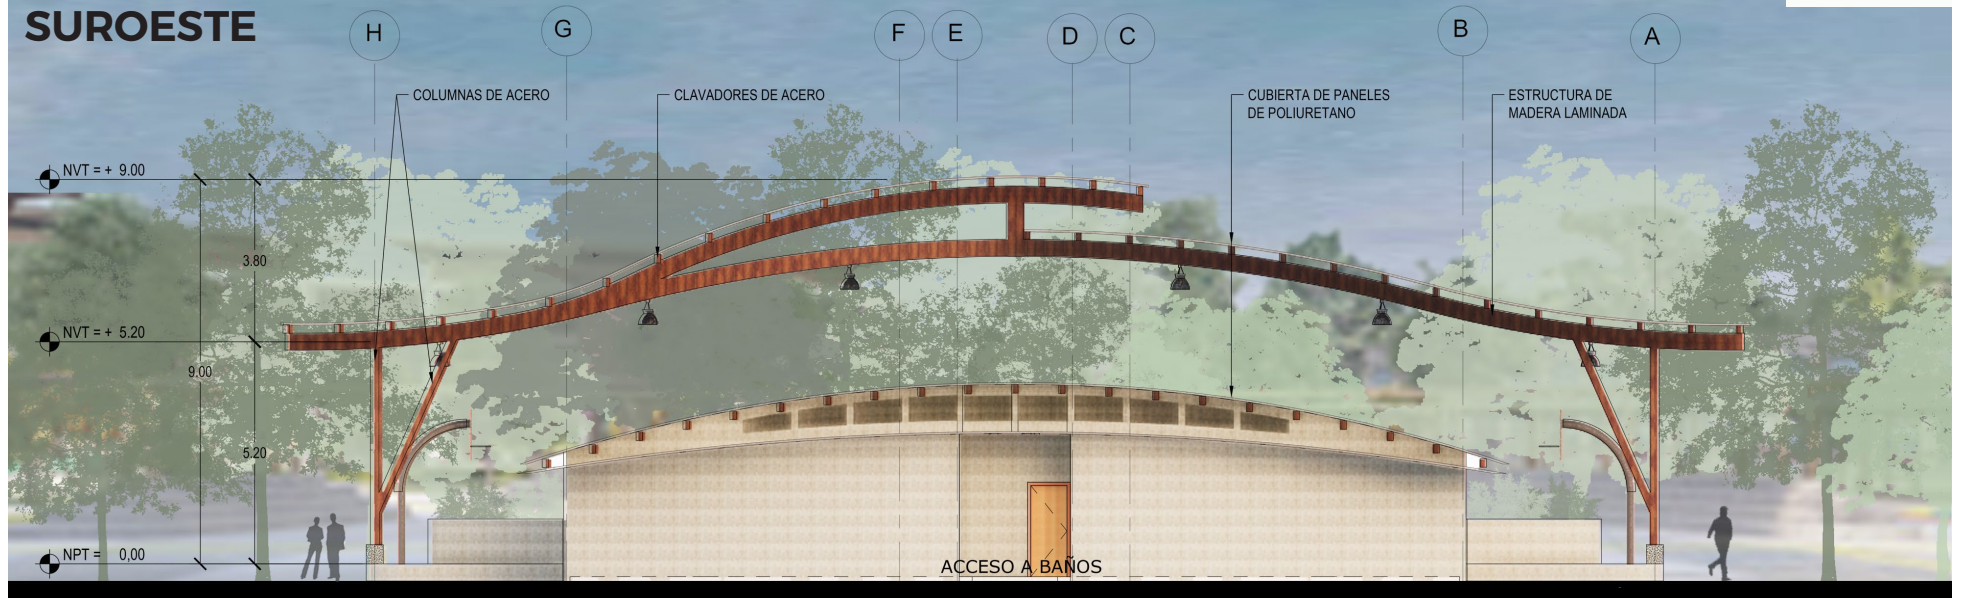 SUROESTE
H G F E D C B A
COLUMNAS DE ACERO
CLAVADORES DE ACERO
CUBIERTA DE PANELES
DE POLIURETANO
ESTRUCTURA DE
MADERA LAMINADA
NVT = + 9.00
3.80
NVT = + 5.20
9.00
5.20
NPT = 0,00
ACCESO A BAÑOS